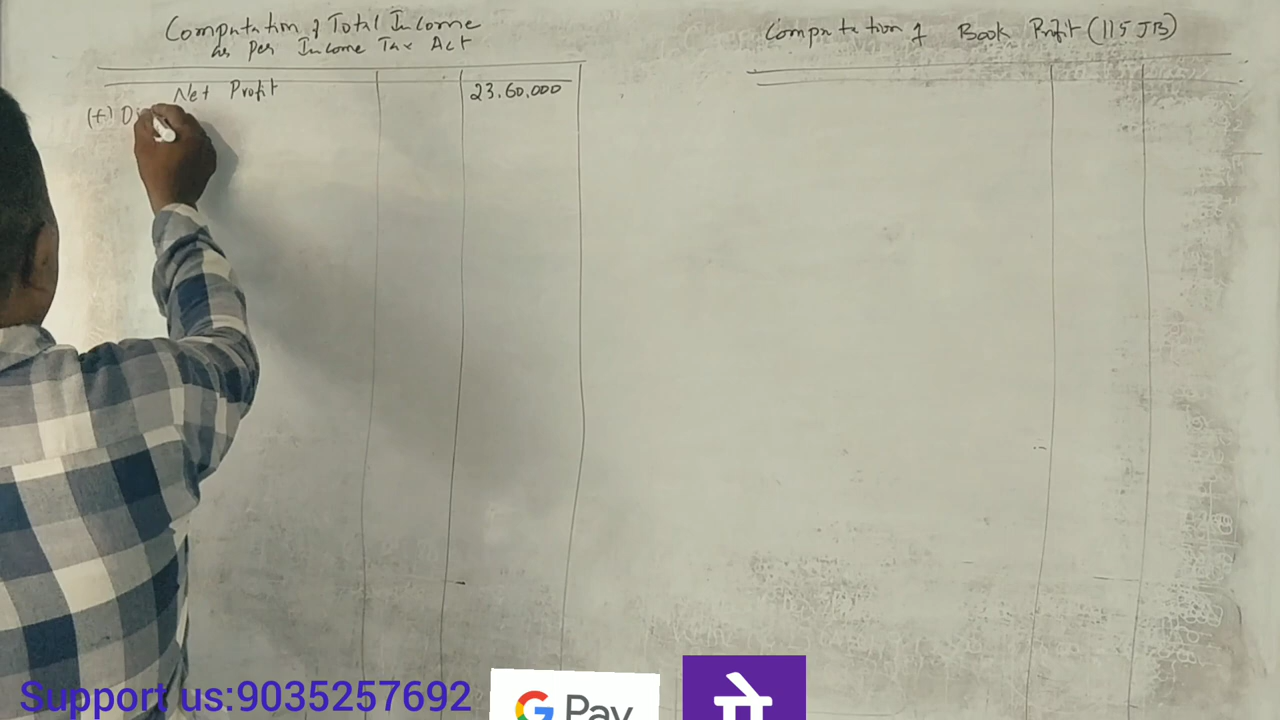 Computation of Total Income
as per Income Tax Act
Net Profit 23,60,000
(+) Di
Computation of Book Profit (115 JB)
Support us:9035257692
G Pay
पे